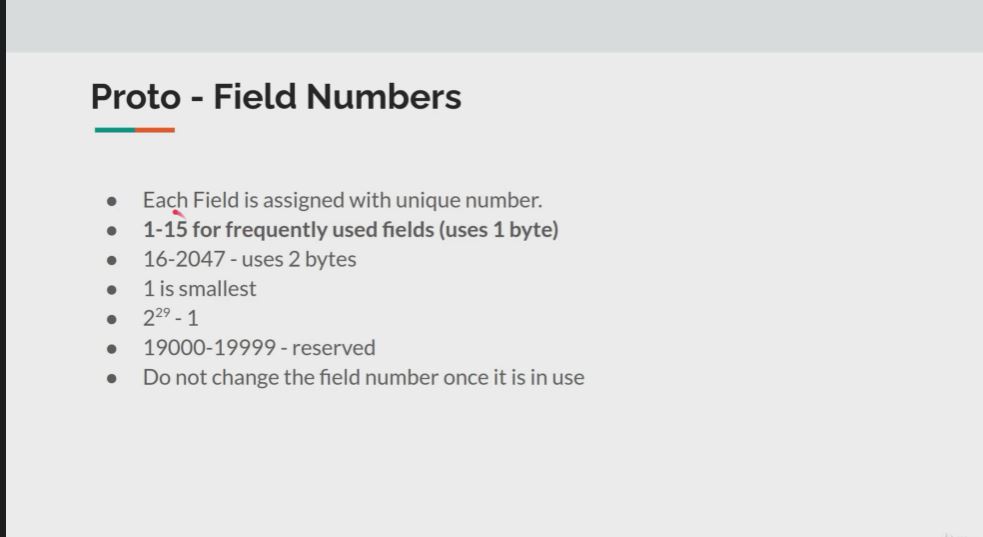 Proto - Field Numbers
● Each Field is assigned with unique number.
● 1-15 for frequently used fields (uses 1 byte)
● 16-2047 - uses 2 bytes
● 1 is smallest
● 2²⁹ - 1
● 19000-19999 - reserved
● Do not change the field number once it is in use